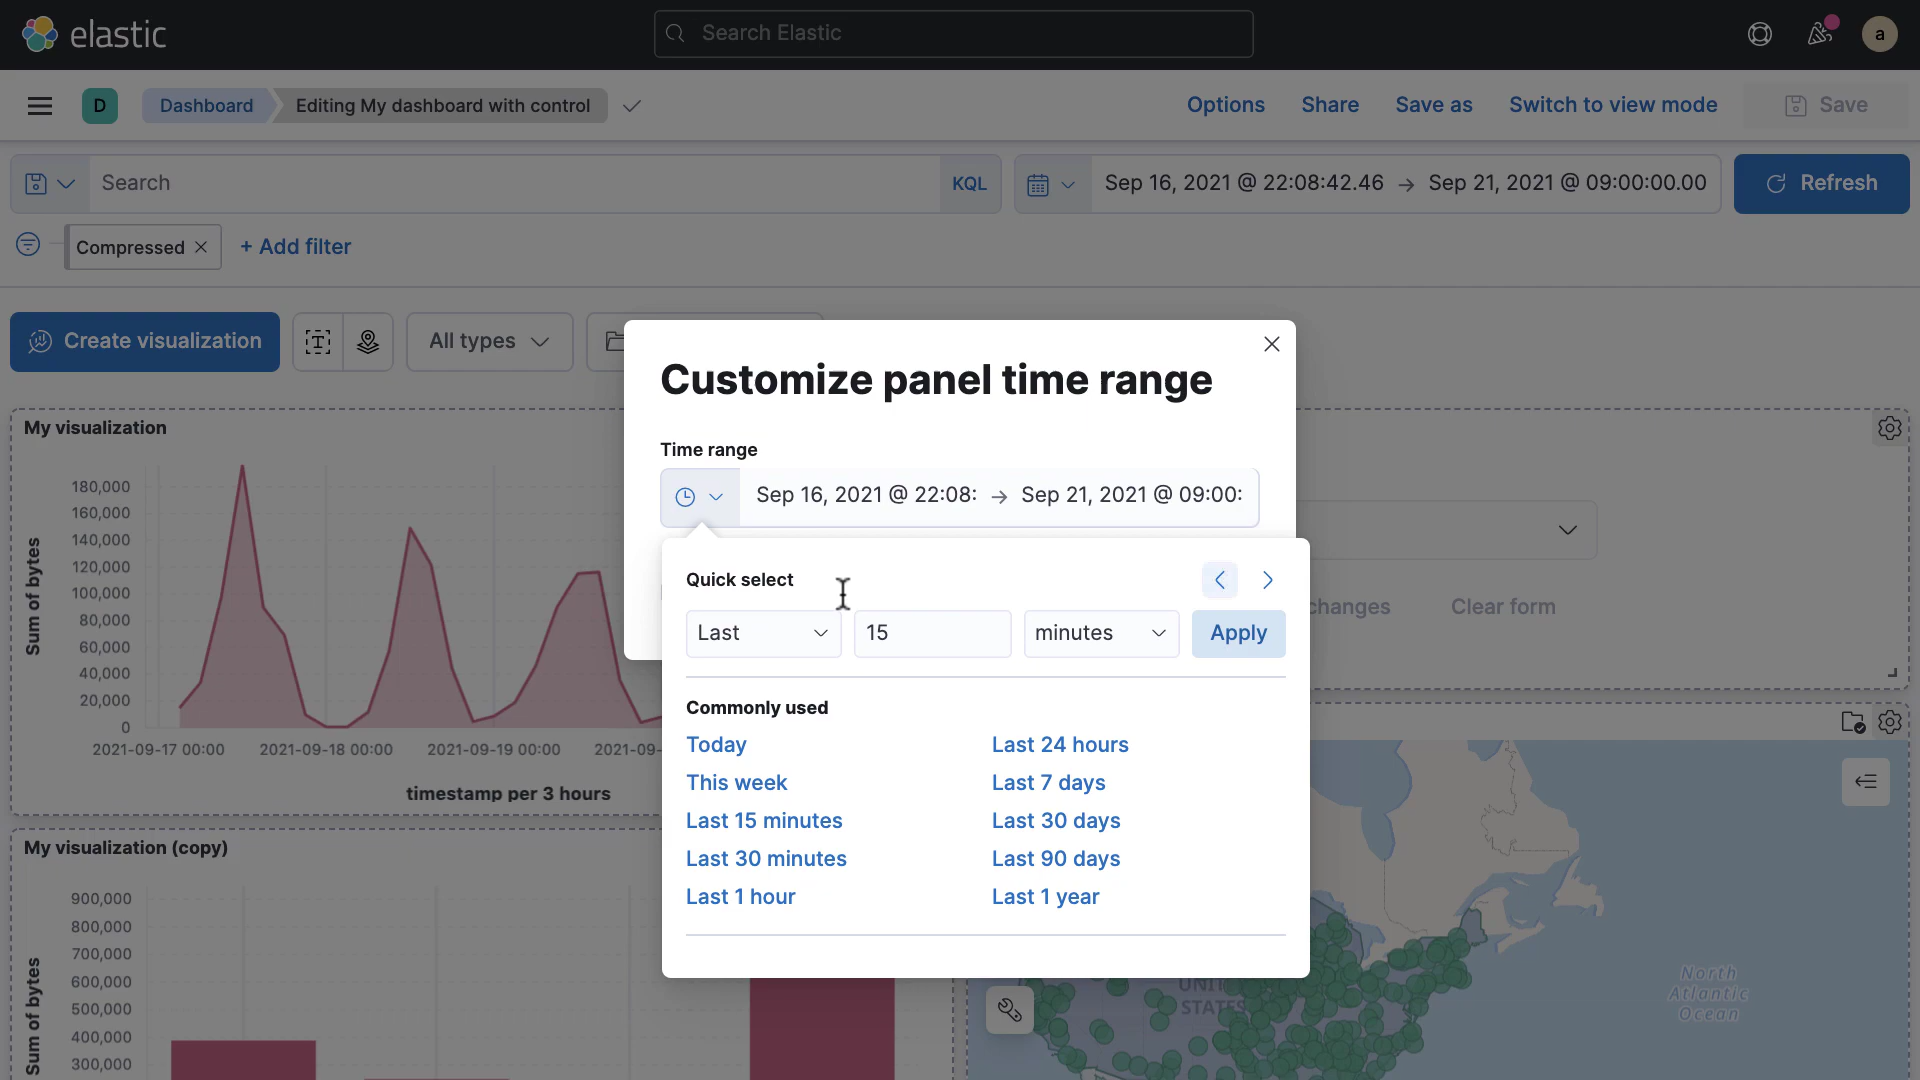 elastic
Search Elastic
a
D
Dashboard
Editing My dashboard with control
Options
Share
Save as
Switch to view mode
Save
Search
KQL
Sep 16, 2021 @ 22:08:42.46 → Sep 21, 2021 @ 09:00:00.00
Refresh
Compressed
+ Add filter
Create visualization
All types
Customize panel time range
Time range
Sep 16, 2021 @ 22:08: → Sep 21, 2021 @ 09:00:
Quick select
Last
15
minutes
Apply
Commonly used
Today
Last 24 hours
This week
Last 7 days
Last 15 minutes
Last 30 days
Last 30 minutes
Last 90 days
Last 1 hour
Last 1 year
changes
Clear form
My visualization
Sum of bytes
180,000
160,000
140,000
120,000
100,000
80,000
60,000
40,000
20,000
0
2021-09-17 00:00
2021-09-18 00:00
2021-09-19 00:00
2021-09-
timestamp per 3 hours
My visualization (copy)
Sum of bytes
900,000
800,000
700,000
600,000
500,000
400,000
300,000
STATES
North
Atlantic
Ocean